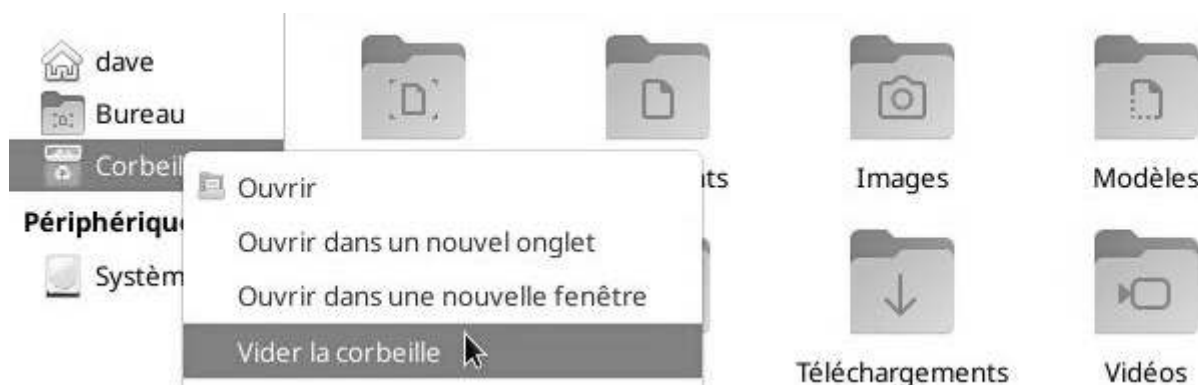 dave
Bureau
Corbeil
Périphériqu
Systèm
Ouvrir
Ouvrir dans un nouvel onglet
Ouvrir dans une nouvelle fenêtre
Vider la corbeille
ts
Images
Modèles
Téléchargements
Vidéos